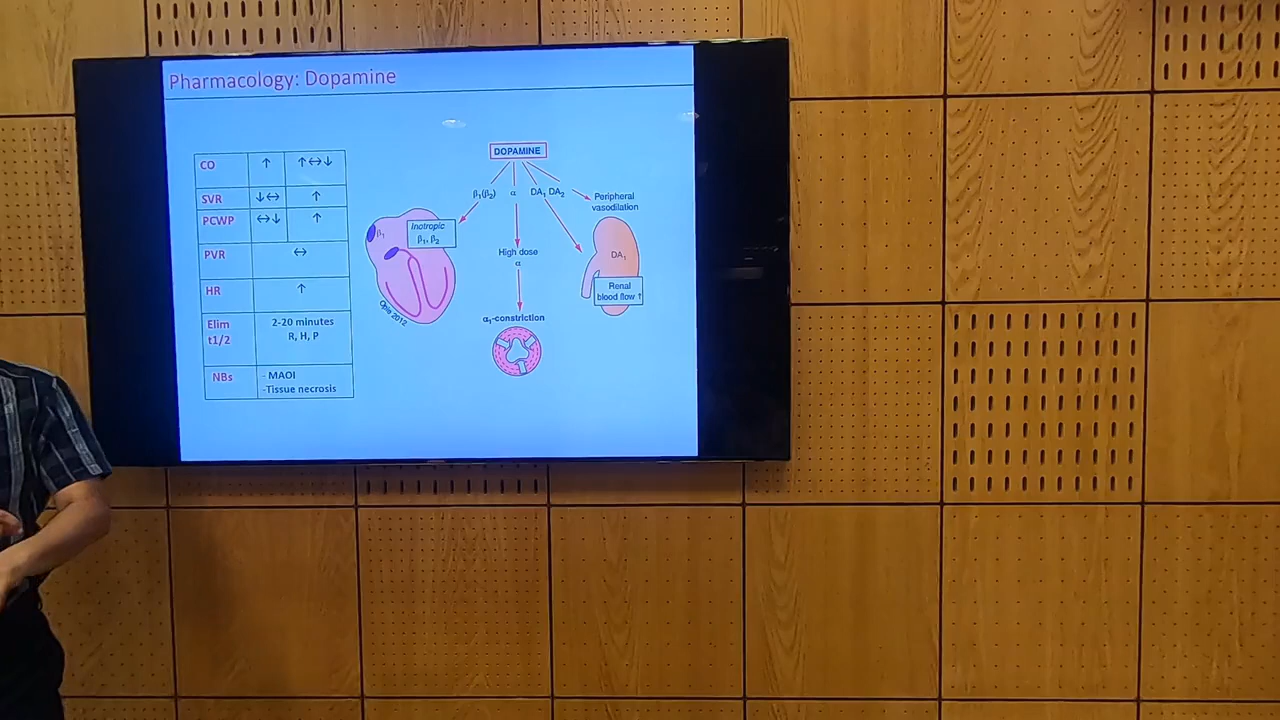 Pharmacology: Dopamine
CO ↑ ↑↔↓
SVR ↓↔ ↑
PCWP ↔↓ ↑
PVR ↔
HR ↑
Elim
t1/2
2-20 minutes
R, H, P
NBs
- MAOI
-Tissue necrosis
DOPAMINE
β₁(β₂) α DA₁ DA₂
Peripheral
vasodilation
β₁
Inotropic
β₁, β₂
Opie 2012
High dose
α
α₁-constriction
DA₁
Renal
blood flow ↑